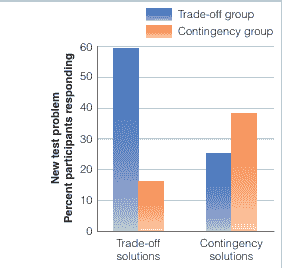 Trade-off group
Contingency group
New test problem
Percent participants responding
60
50
40
30
20
10
0
Trade-off
solutions
Contingency
solutions